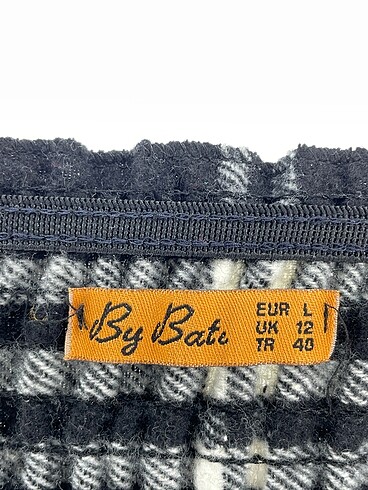 By Bati
EUR L
UK 12
TR 40